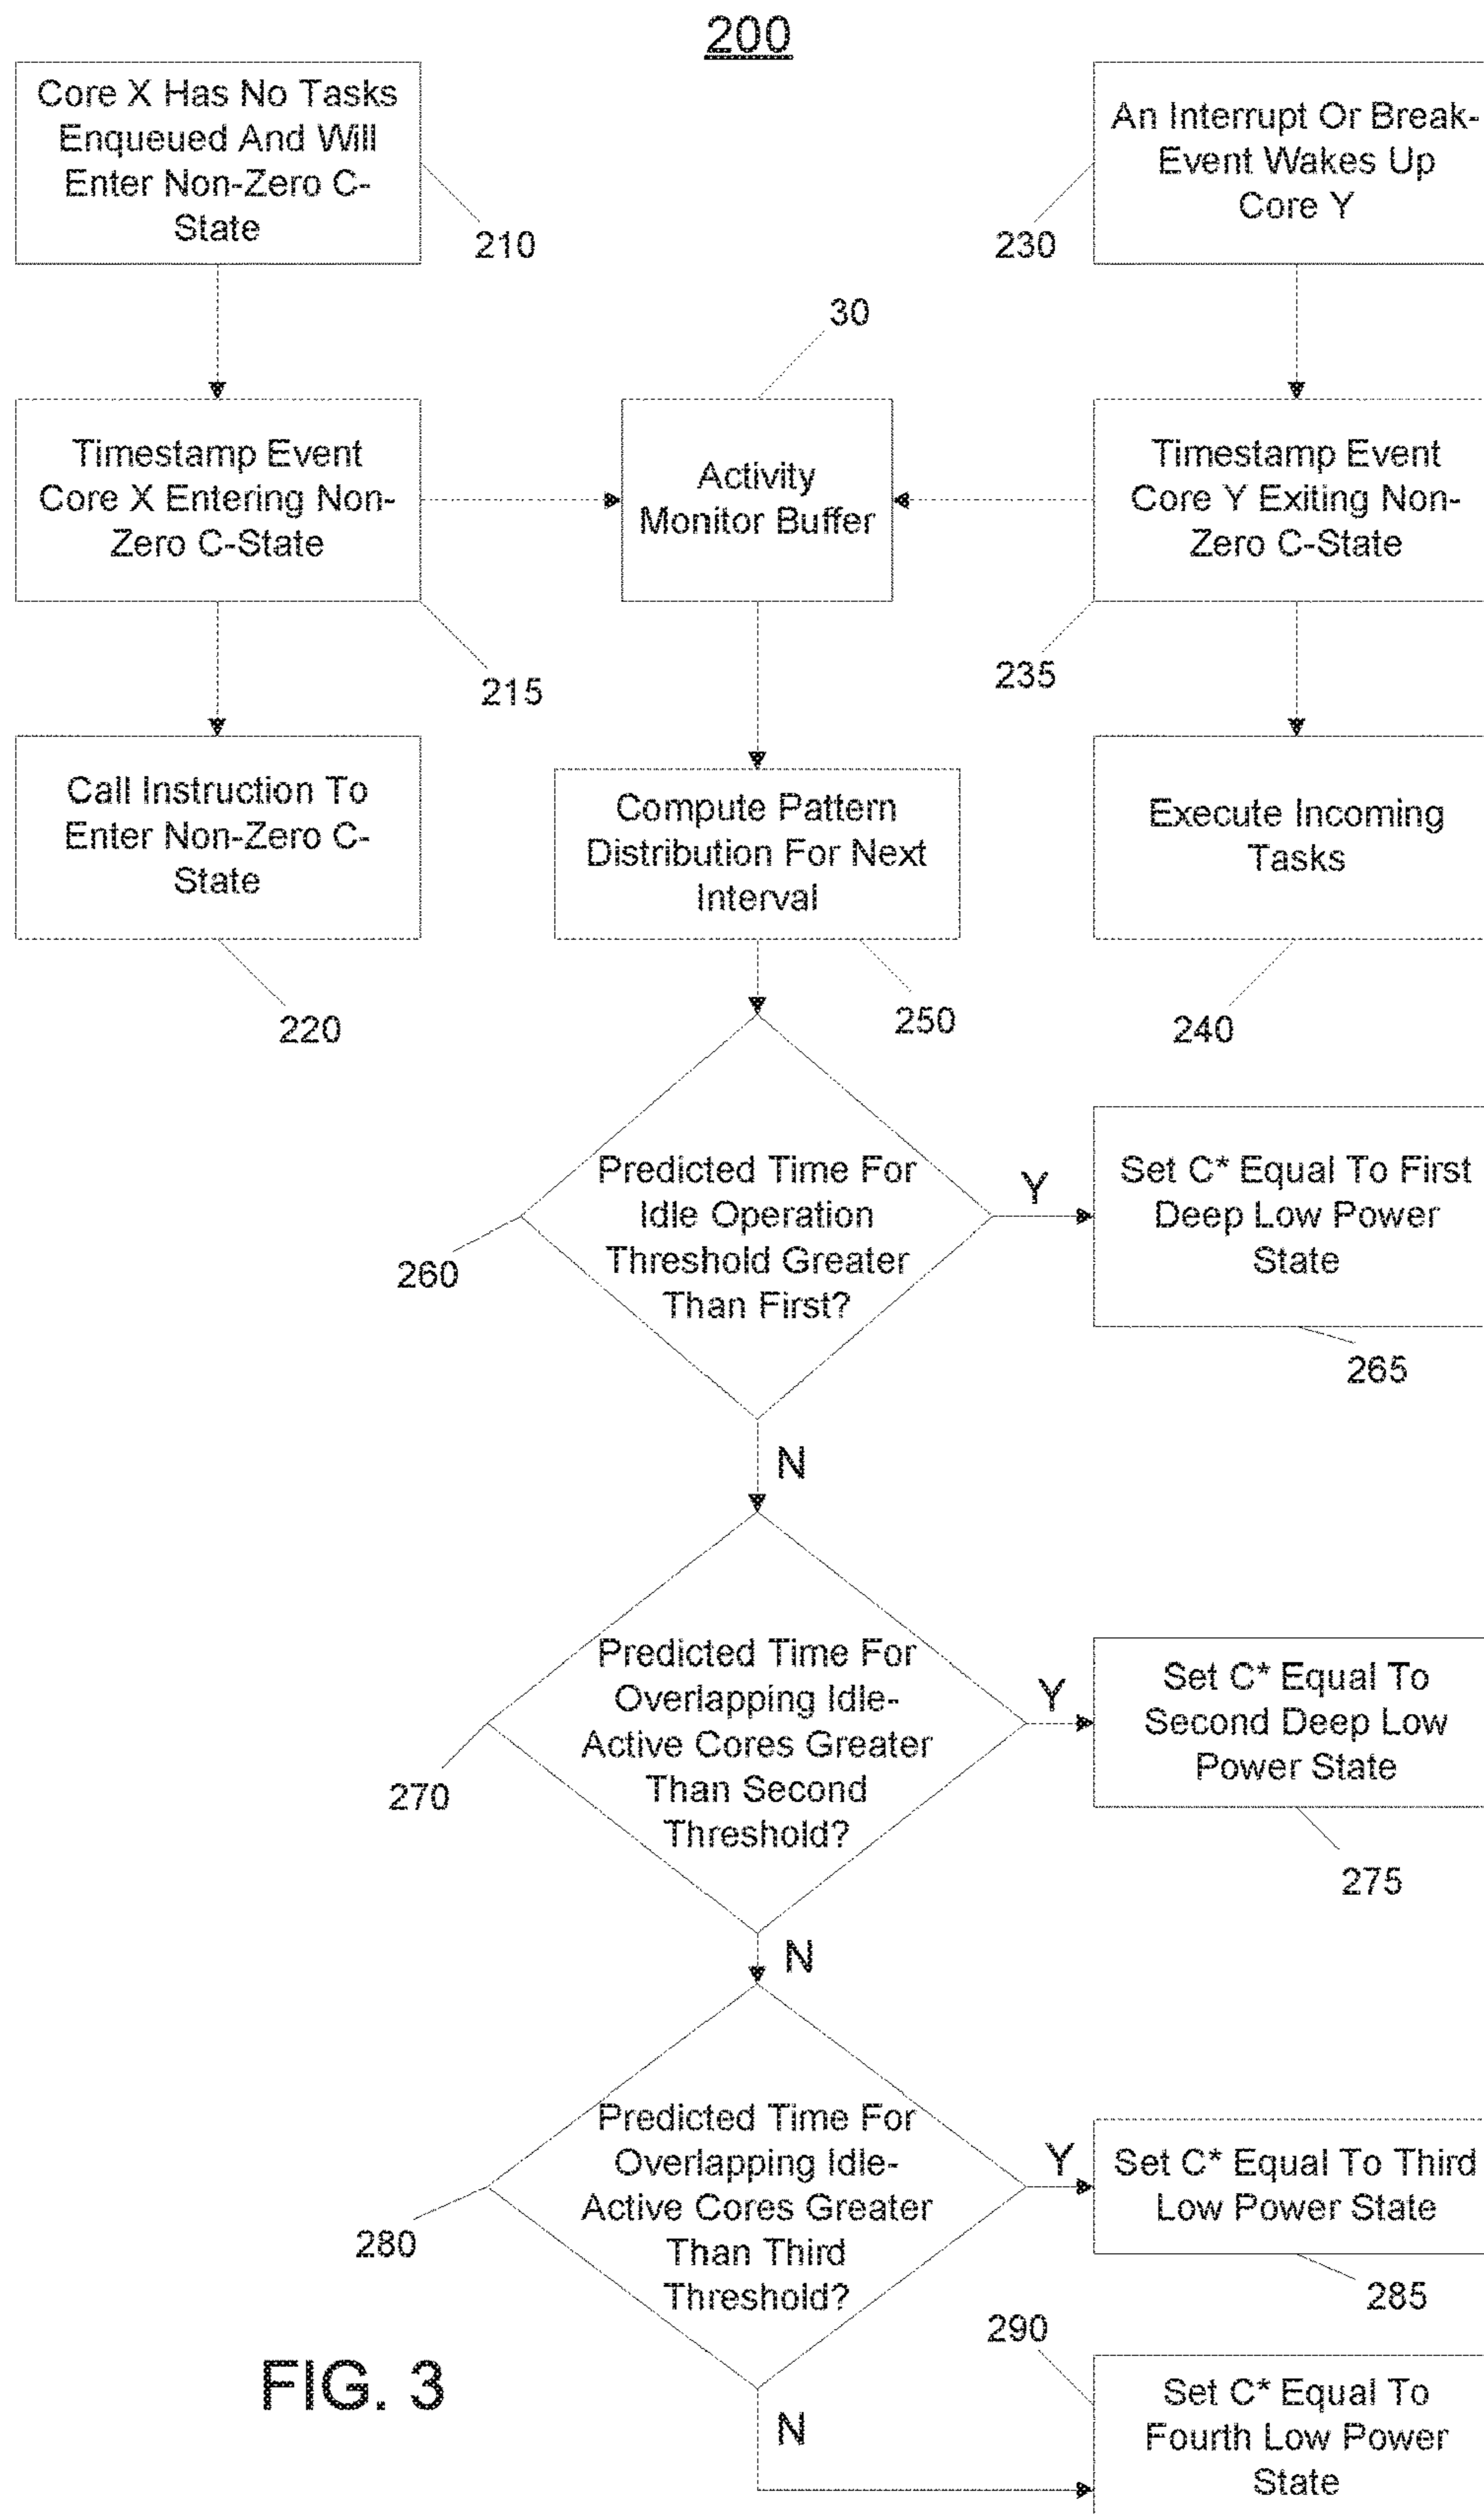 200
Core X Has No Tasks
Enqueued And Will
Enter Non-Zero C-
State
210
An Interrupt Or Break-
Event Wakes Up
Core Y
230
30
Timestamp Event
Core X Entering Non-
Zero C-State
215
Activity
Monitor Buffer
Timestamp Event
Core Y Exiting Non-
Zero C-State
235
Call Instruction To
Enter Non-Zero C-
State
220
Compute Pattern
Distribution For Next
Interval
250
Execute Incoming
Tasks
240
Predicted Time For
Idle Operation
Threshold Greater
Than First?
260
Y
Set C* Equal To First
Deep Low Power
State
265
N
Predicted Time For
Overlapping Idle-
Active Cores Greater
Than Second
Threshold?
270
Y
Set C* Equal To
Second Deep Low
Power State
275
N
Predicted Time For
Overlapping Idle-
Active Cores Greater
Than Third
Threshold?
280
Y
Set C* Equal To Third
Low Power State
285
N
290
Set C* Equal To
Fourth Low Power
State
FIG. 3